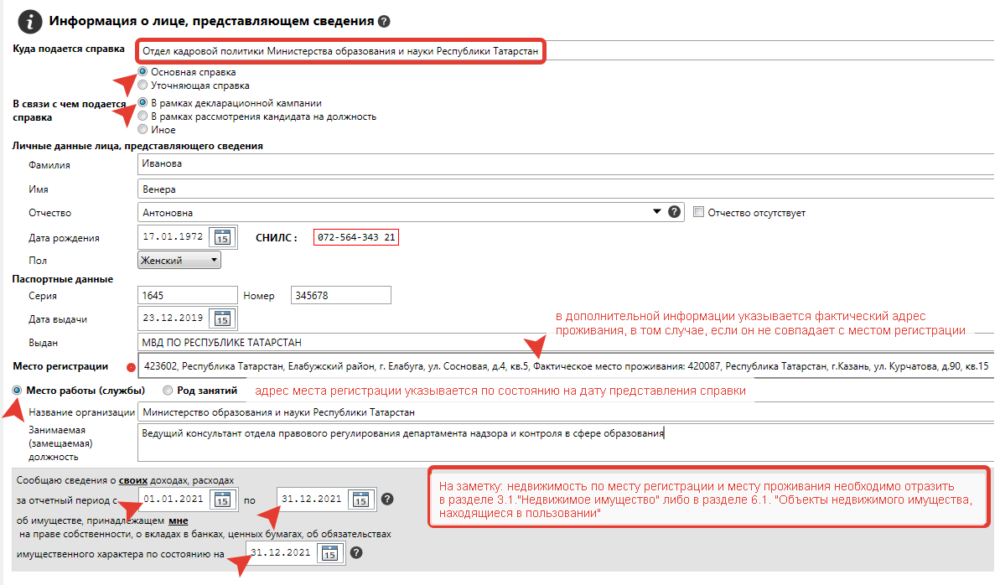 Информация о лице, представляющем сведения ?
Куда подается справка Отдел кадровой политики Министерства образования и науки Республики Татарстан
Основная справка
Уточняющая справка
В связи с чем подается справка
В рамках декларационной кампании
В рамках рассмотрения кандидата на должность
Иное
Личные данные лица, представляющего сведения
Фамилия Иванова
Имя Венера
Отчество Антоновна ? Отчество отсутствует
Дата рождения 17.01.1972 15 СНИЛС : 072-564-343 21
Пол Женский
Паспортные данные
Серия 1645 Номер 345678
Дата выдачи 23.12.2019 15
в дополнительной информации указывается фактический адрес
проживания, в том случае, если он не совпадает с местом регистрации
Выдан МВД ПО РЕСПУБЛИКЕ ТАТАРСТАН
Место регистрации 423602, Республика Татарстан, Елабужский район, г. Елабуга, ул. Сосновая, д.4, кв.5, Фактическое место проживания: 420087, Республика Татарстан, г.Казань, ул. Курчатова, д.90, кв.15
Место работы (службы) Род занятий адрес места регистрации указывается по состоянию на дату представления справки
Название организации Министерство образования и науки Республики Татарстан
Занимаемая
(замещаемая)
должность
Ведущий консультант отдела правового регулирования департамента надзора и контроля в сфере образования
Сообщаю сведения о своих доходах, расходах
за отчетный период с 01.01.2021 15 по 31.12.2021 15 ?
об имуществе, принадлежащем мне
на праве собственности, о вкладах в банках, ценных бумагах, об обязательствах
имущественного характера по состоянию на 31.12.2021 15 ?
На заметку: недвижимость по месту регистрации и месту проживания необходимо отразить
в разделе 3.1."Недвижимое имущество" либо в разделе 6.1. "Объекты недвижимого имущества,
находящиеся в пользовании"